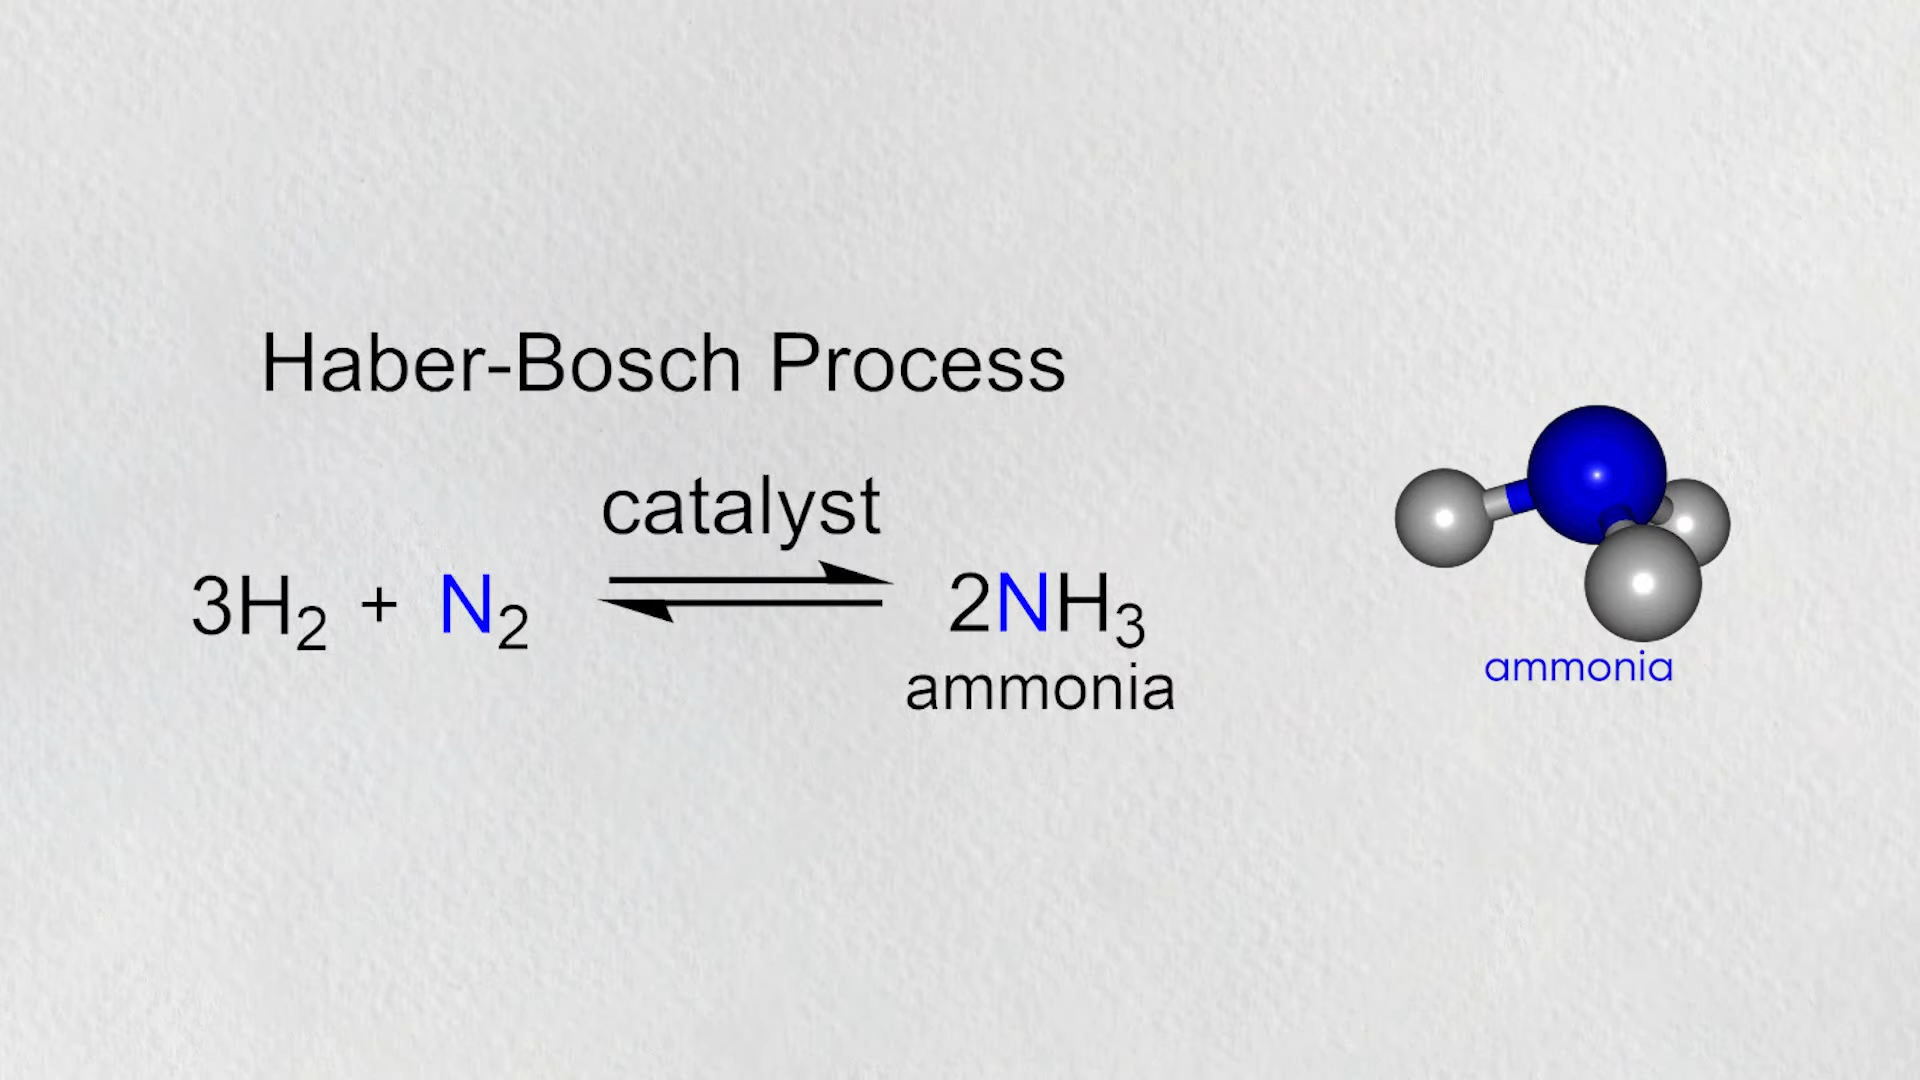 Haber-Bosch Process
catalyst
3H₂ + N₂ ⇌ 2NH₃
ammonia
ammonia